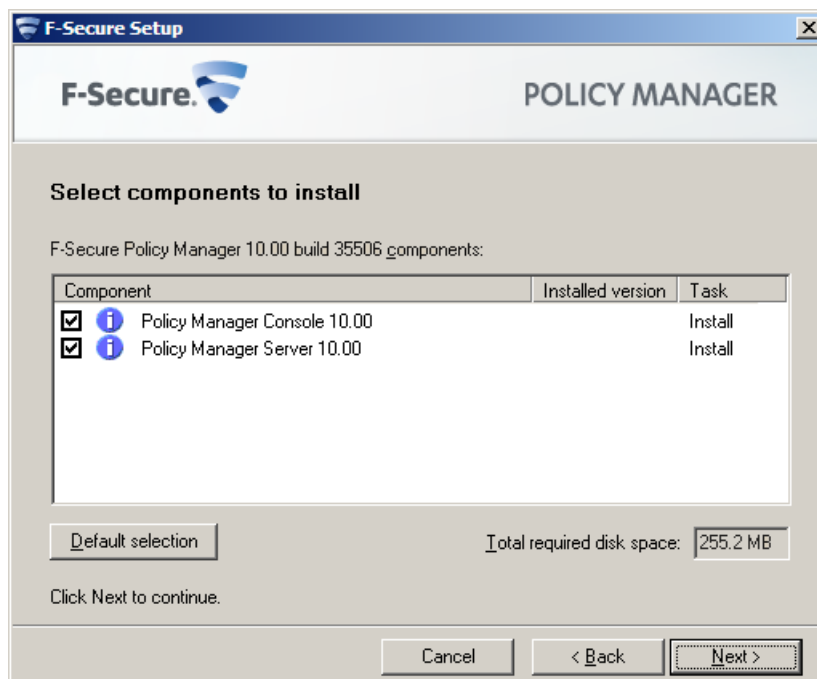 F-Secure Setup
F-Secure. POLICY MANAGER
Select components to install
F-Secure Policy Manager 10.00 build 35506 components:
Component Installed version Task
Policy Manager Console 10.00 Install
Policy Manager Server 10.00 Install
Default selection Total required disk space: 255.2 MB
Click Next to continue.
Cancel < Back Next >